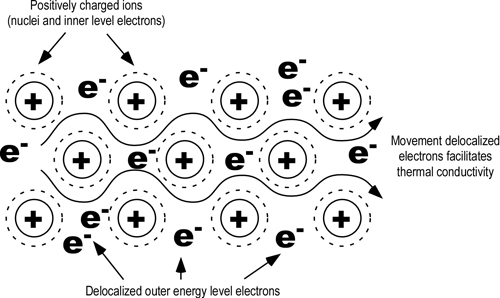 Positively charged ions
(nuclei and inner level electrons)
e-
e-
e-
+ + e- + e- +
e- + e- + e- + e-
Movement delocalized
electrons facilitates
thermal conductivity
+ e- + + +
e-
e-
e-
Delocalized outer energy level electrons